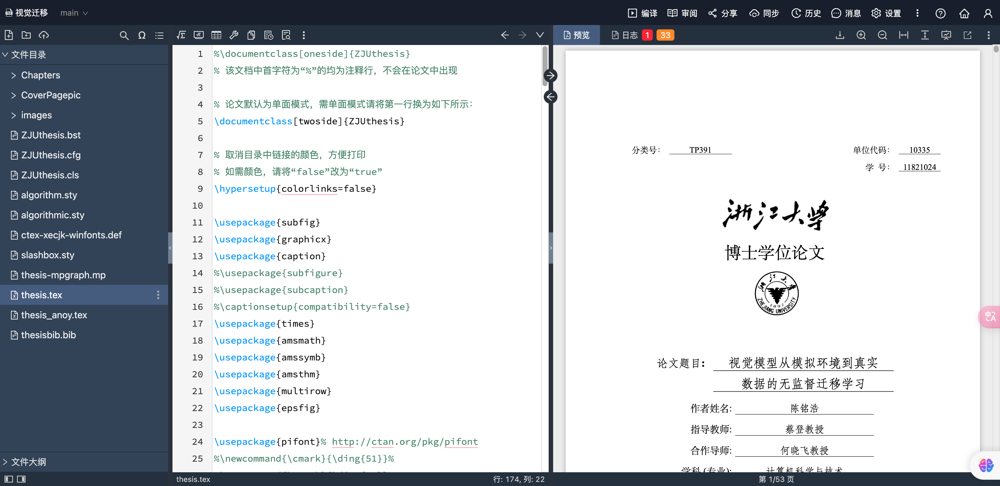 视觉迁移 main
编译 审阅 分享 同步 历史 消息 设置
文件目录
Chapters
CoverPagepic
images
ZJUthesis.bst
ZJUthesis.cfg
ZJUthesis.cls
algorithm.sty
algorithmic.sty
ctex-xecjk-winfonts.def
slashbox.sty
thesis-mpgraph.mp
thesis.tex
thesis_anoy.tex
thesisbib.bib
文件大纲
1 %\documentclass[oneside]{ZJUthesis}
2 % 该文档中首字符为“%”的均为注释行，不会在论文中出现
3
4 % 论文默认为单面模式，需单面模式请将第一行换为如下所示：
5 \documentclass[twoside]{ZJUthesis}
6
7 % 取消目录中链接的颜色，方便打印
8 % 如需颜色，请将“false”改为“true”
9 \hypersetup{colorlinks=false}
10
11 \usepackage{subfig}
12 \usepackage{graphicx}
13 \usepackage{caption}
14 %\usepackage{subfigure}
15 %\usepackage{subcaption}
16 %\captionsetup{compatibility=false}
17 \usepackage{times}
18 \usepackage{amsmath}
19 \usepackage{amssymb}
20 \usepackage{amsthm}
21 \usepackage{multirow}
22 \usepackage{epsfig}
23
24 \usepackage{pifont}% http://ctan.org/pkg/pifont
25 %\newcommand{\cmark}{\ding{51}}%
thesis.tex 行: 174, 列: 22
预览 日志 1 33
分类号： TP391 单位代码： 10335
学 号： 11821024
浙江大学
博士学位论文
浙江大学
1897
ZHEJIANG UNIVERSITY
论文题目： 视觉模型从模拟环境到真实
数据的无监督迁移学习
作者姓名: 陈铭浩
指导教师: 蔡登教授
合作导师: 何晓飞教授
学科(专业): 计算机科学与技术
第 1/53 页